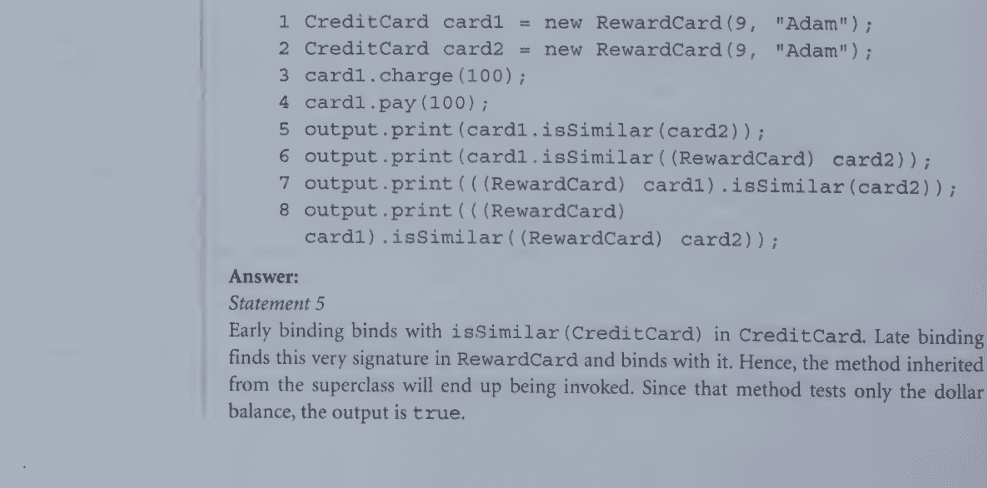 1 CreditCard card1 = new RewardCard(9, "Adam");
2 CreditCard card2 = new RewardCard(9, "Adam");
3 card1.charge(100);
4 card1.pay(100);
5 output.print(card1.isSimilar(card2));
6 output.print(card1.isSimilar((RewardCard) card2));
7 output.print(((RewardCard) card1).isSimilar(card2));
8 output.print(((RewardCard)
card1).isSimilar((RewardCard) card2));
Answer:
Statement 5
Early binding binds with isSimilar(CreditCard) in CreditCard. Late binding
finds this very signature in RewardCard and binds with it. Hence, the method inherited
from the superclass will end up being invoked. Since that method tests only the dollar
balance, the output is true.